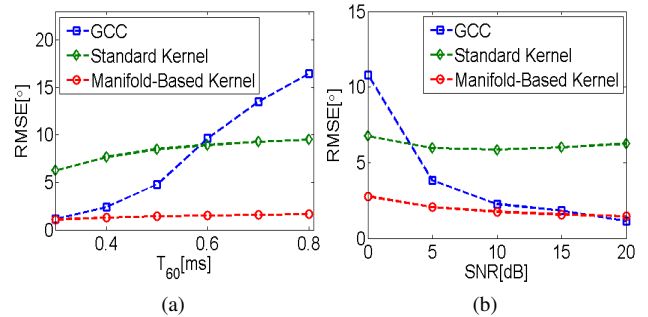 GCC
Standard Kernel
Manifold-Based Kernel
RMSE[°]
20
15
10
5
0
0.4
0.6
0.8
T60[ms]
(a)
GCC
Standard Kernel
Manifold-Based Kernel
RMSE[°]
15
10
5
0
0
5
10
15
20
SNR[dB]
(b)